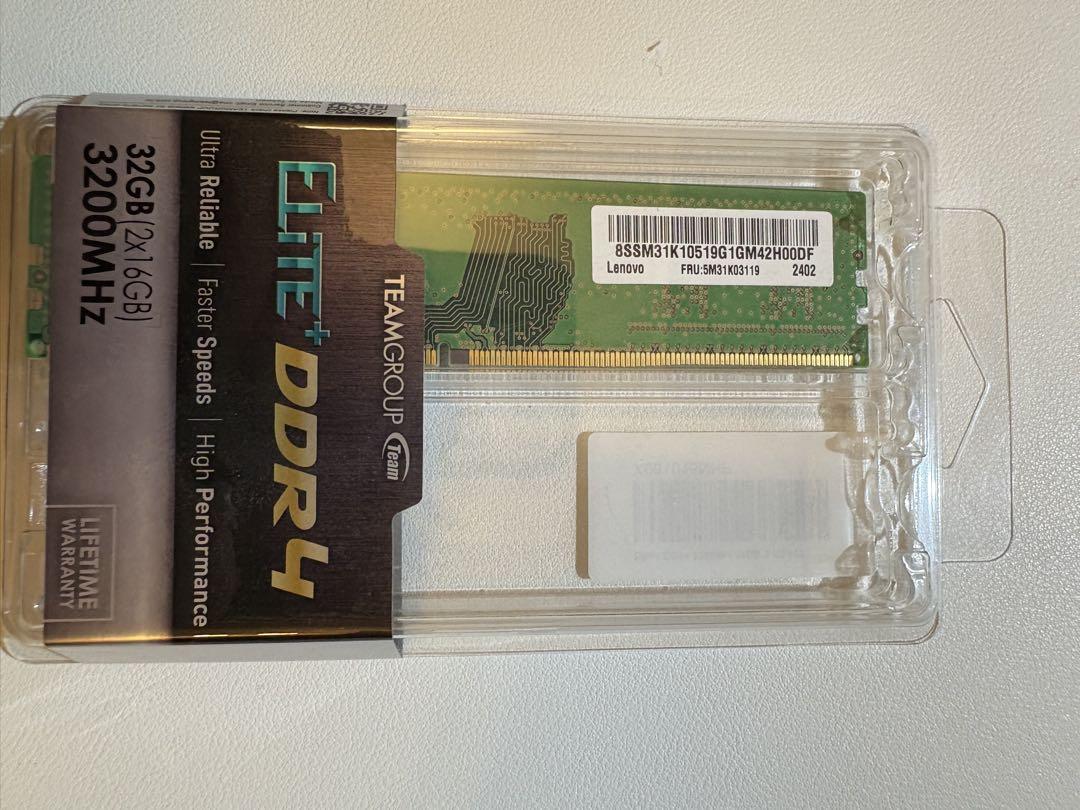 TEAMGROUP Team
ELITE+ DDR4
Ultra Reliable | Faster Speeds | High Performance
32GB(2x16GB)
3200MHz
LIFETIME
WARRANTY
8SSM31K10519G1GM42H00DF
Lenovo FRU:5M31K03119 2402